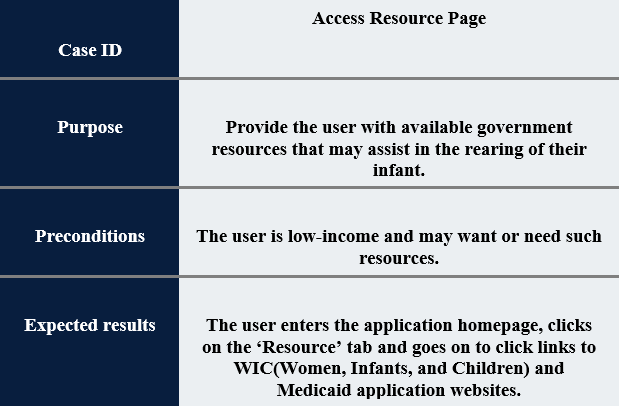 Access Resource Page
Case ID
Purpose
Provide the user with available government
resources that may assist in the rearing of their
infant.
Preconditions
The user is low-income and may want or need such
resources.
Expected results
The user enters the application homepage, clicks
on the ‘Resource’ tab and goes on to click links to
WIC(Women, Infants, and Children) and
Medicaid application websites.